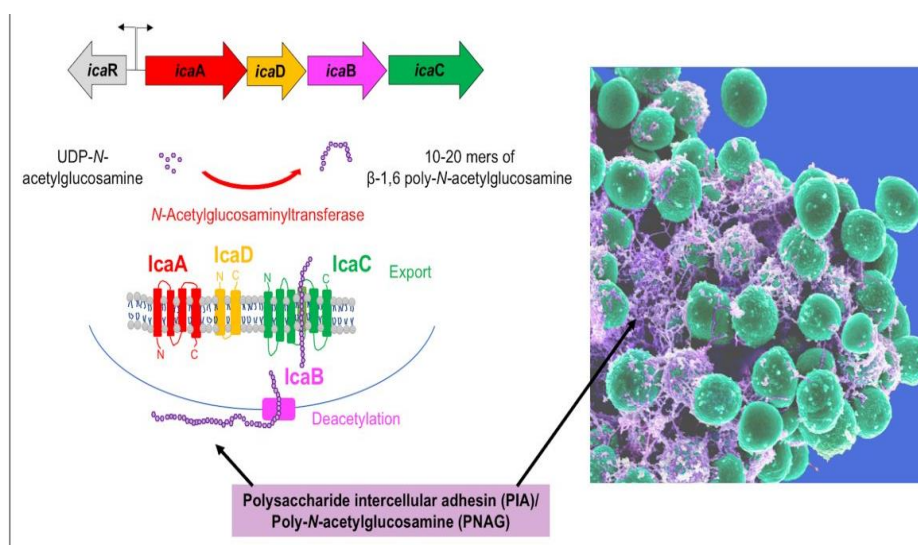 icaR
icaA
icaD
icaB
icaC
UDP-N-
acetylglucosamine
10-20 mers of
β-1,6 poly-N-acetylglucosamine
N-Acetylglucosaminyltransferase
IcaA
IcaD
IcaC
Export
N
C
N
C
N
C
IcaB
Deacetylation
Polysaccharide intercellular adhesin (PIA)/
Poly-N-acetylglucosamine (PNAG)